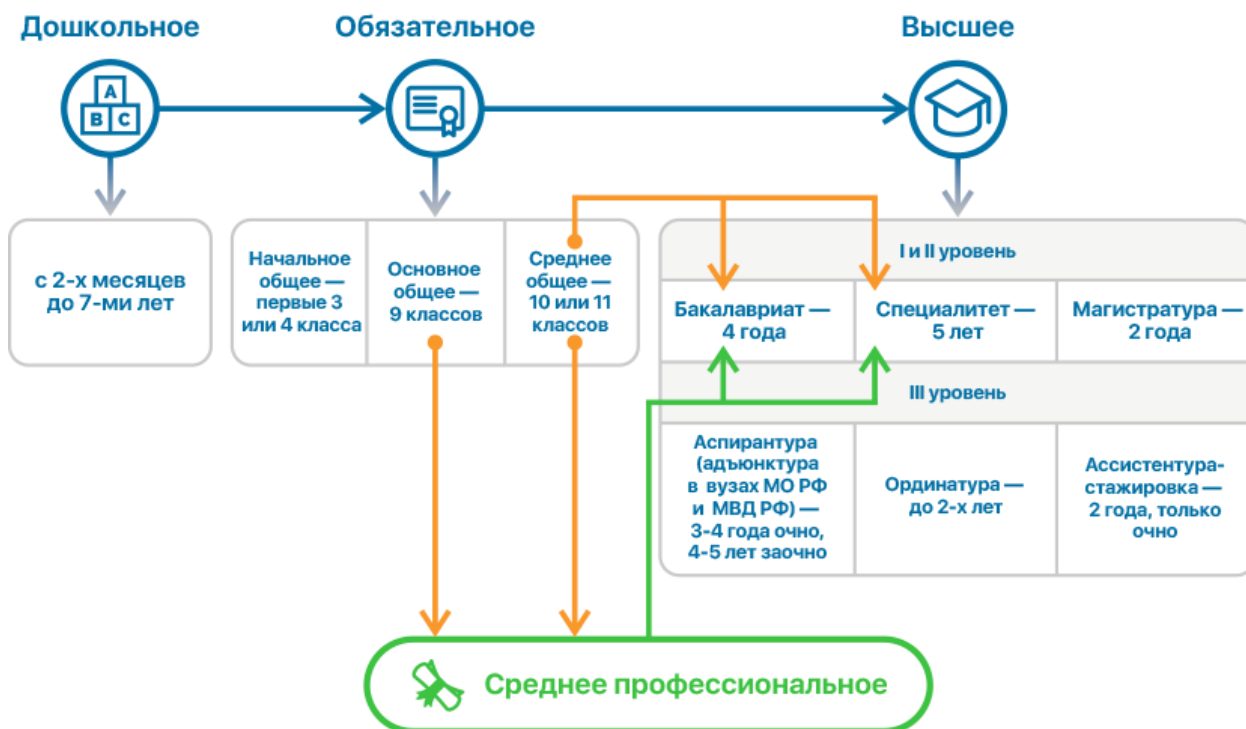 Дошкольное
Обязательное
Высшее
A
B C
с 2-х месяцев
до 7-ми лет
Начальное
общее —
первые 3
или 4 класса
Основное
общее —
9 классов
Среднее
общее —
10 или 11
классов
I и II уровень
Бакалавриат —
4 года
Специалитет —
5 лет
Магистратура —
2 года
III уровень
Аспирантура
(адъюнктура
в вузах МО РФ
и МВД РФ) —
3-4 года очно,
4-5 лет заочно
Ординатура —
до 2-х лет
Ассистентура-
стажировка —
2 года, только
очно
Среднее профессиональное